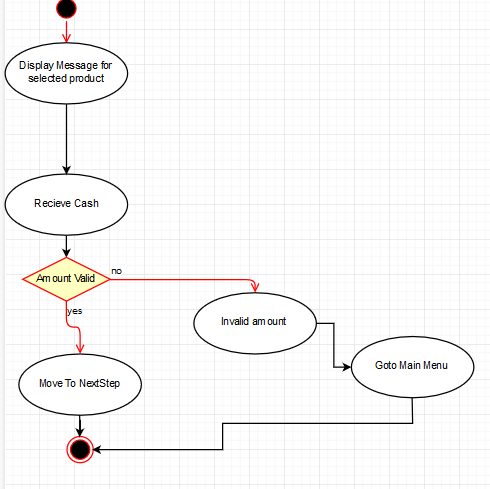 Display Message for
selected product
Recieve Cash
Amount Valid
no
yes
Invalid amount
Goto Main Menu
Move To NextStep